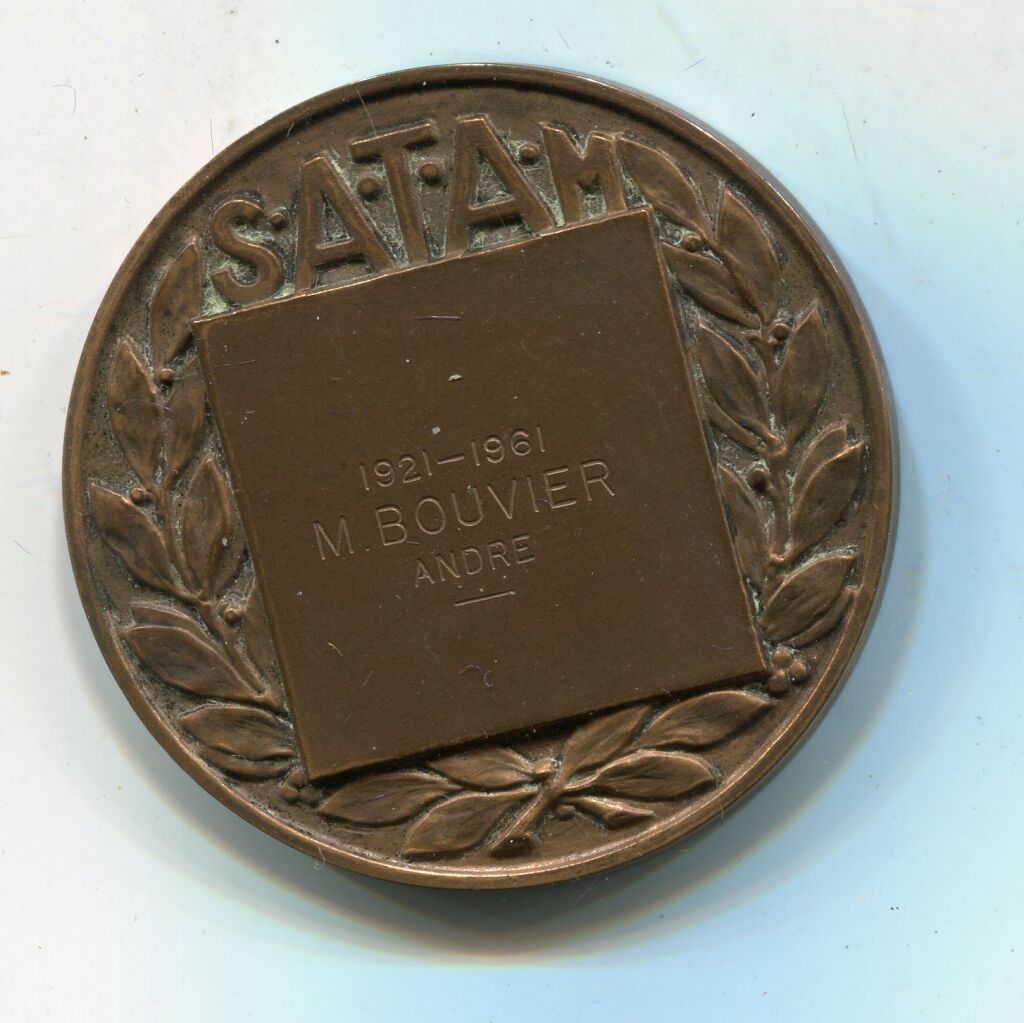 S·A·T·A·M
1921-1961
M. BOUVIER
ANDRE